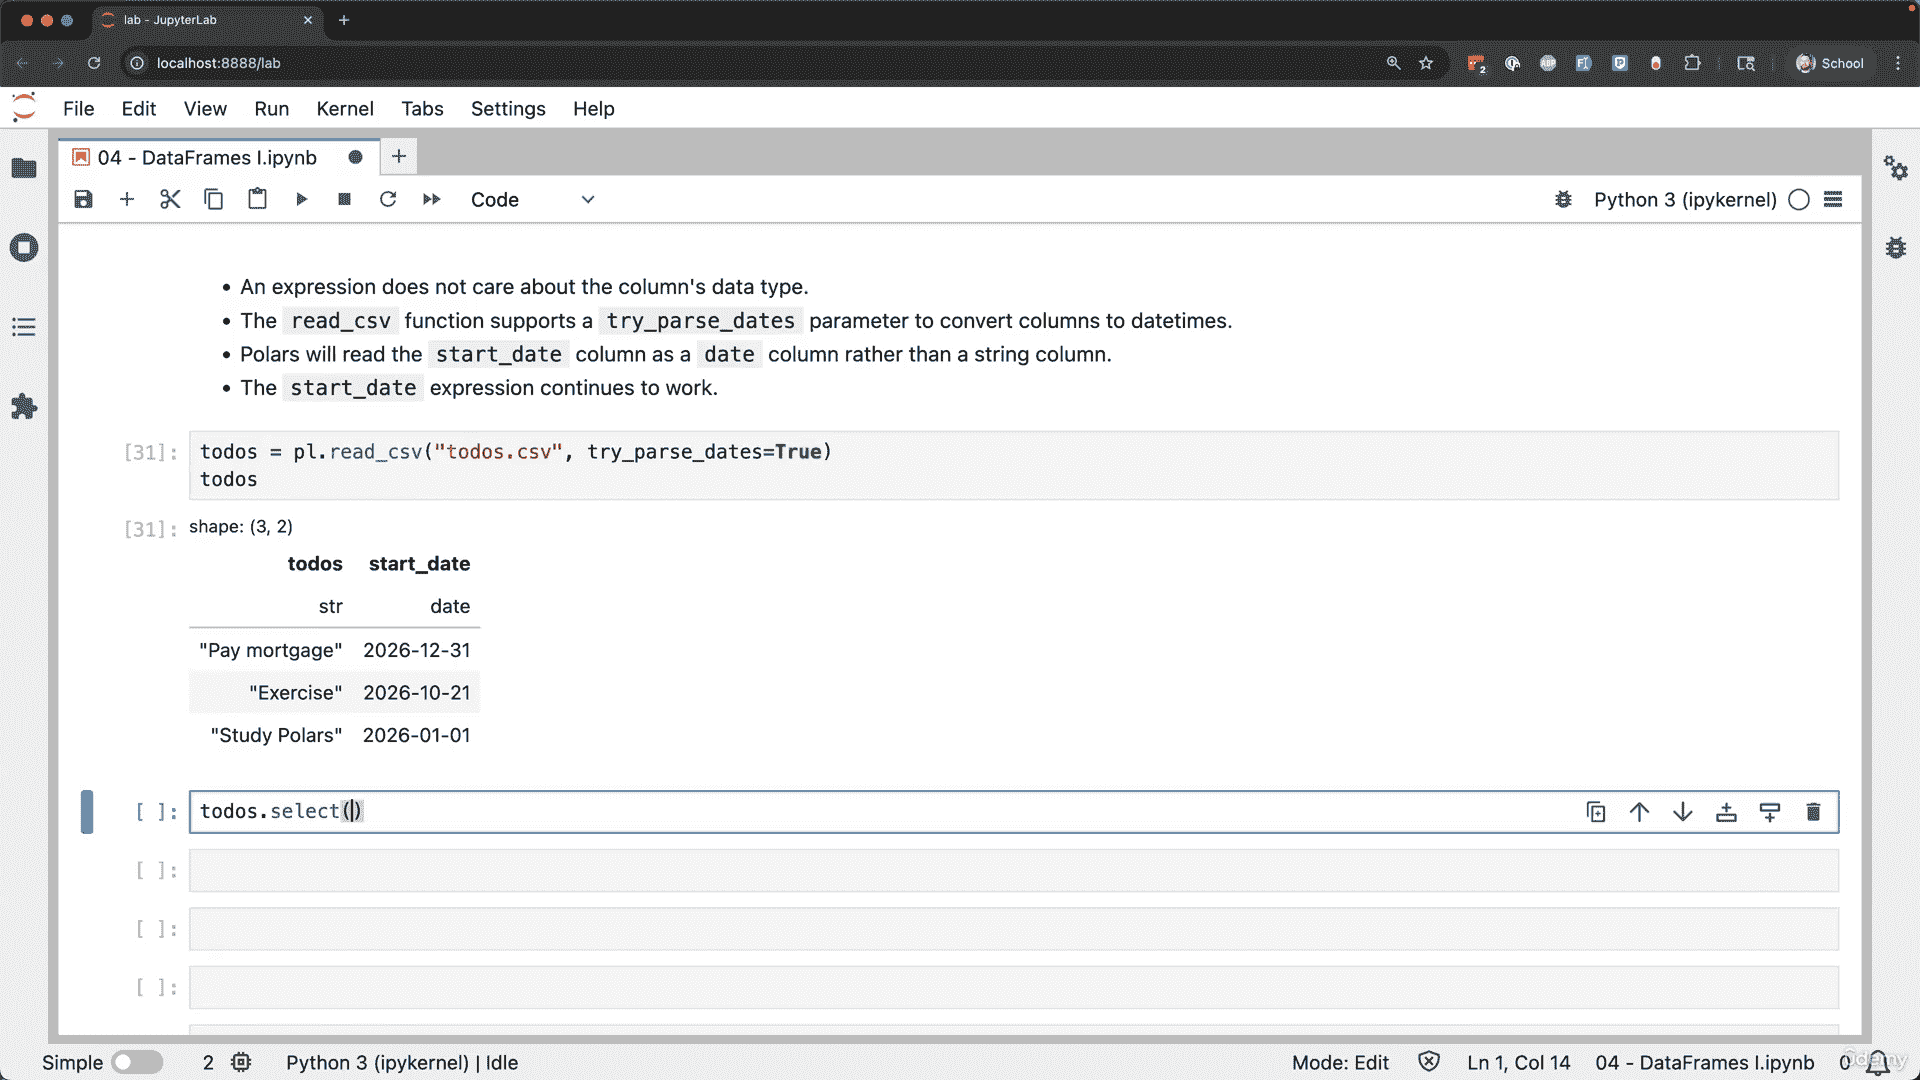 lab - JupyterLab
localhost:8888/lab
2
ABP
School
File Edit View Run Kernel Tabs Settings Help
04 - DataFrames I.ipynb
Code
Python 3 (ipykernel)
• An expression does not care about the column's data type.
• The read_csv function supports a try_parse_dates parameter to convert columns to datetimes.
• Polars will read the start_date column as a date column rather than a string column.
• The start_date expression continues to work.
[31]: todos = pl.read_csv("todos.csv", try_parse_dates=True)
todos
[31]: shape: (3, 2)
todos start_date
str date
"Pay mortgage" 2026-12-31
"Exercise" 2026-10-21
"Study Polars" 2026-01-01
[ ]: todos.select()
[ ]:
[ ]:
[ ]:
Simple 2 Python 3 (ipykernel) | Idle Mode: Edit Ln 1, Col 14 04 - DataFrames I.ipynb 0
Udemy